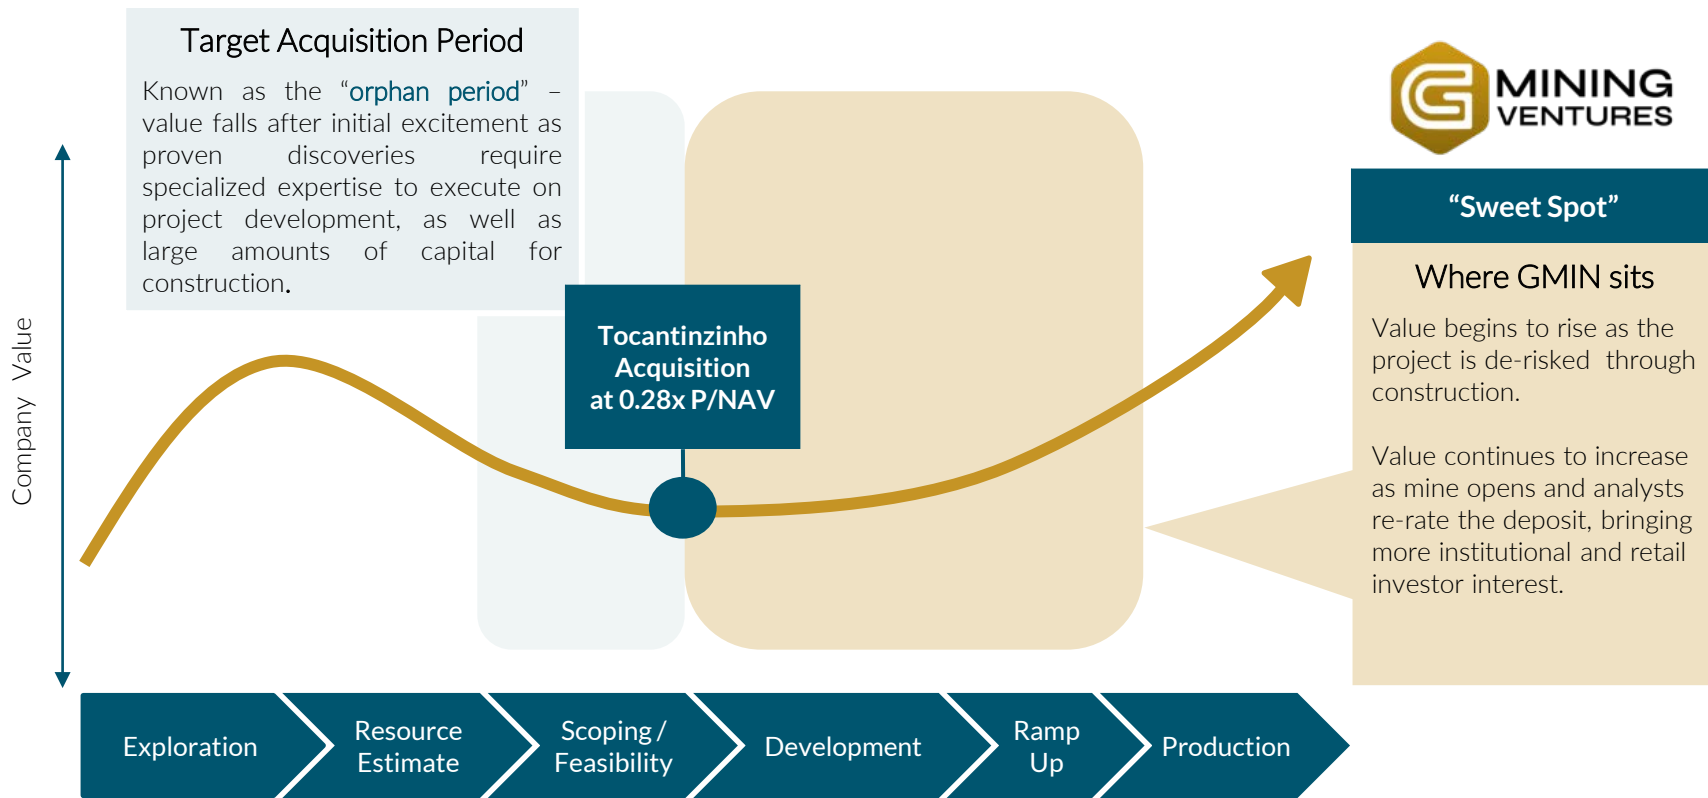 Target Acquisition Period
Known as the “orphan period” –
value falls after initial excitement as
proven discoveries require
specialized expertise to execute on
project development, as well as
large amounts of capital for
construction.
MINING
VENTURES
“Sweet Spot”
Where GMIN sits
Value begins to rise as the
project is de-risked through
construction.
Value continues to increase
as mine opens and analysts
re-rate the deposit, bringing
more institutional and retail
investor interest.
Tocantinzinho
Acquisition
at 0.28x P/NAV
Company Value
Exploration
Resource
Estimate
Scoping /
Feasibility
Development
Ramp
Up
Production